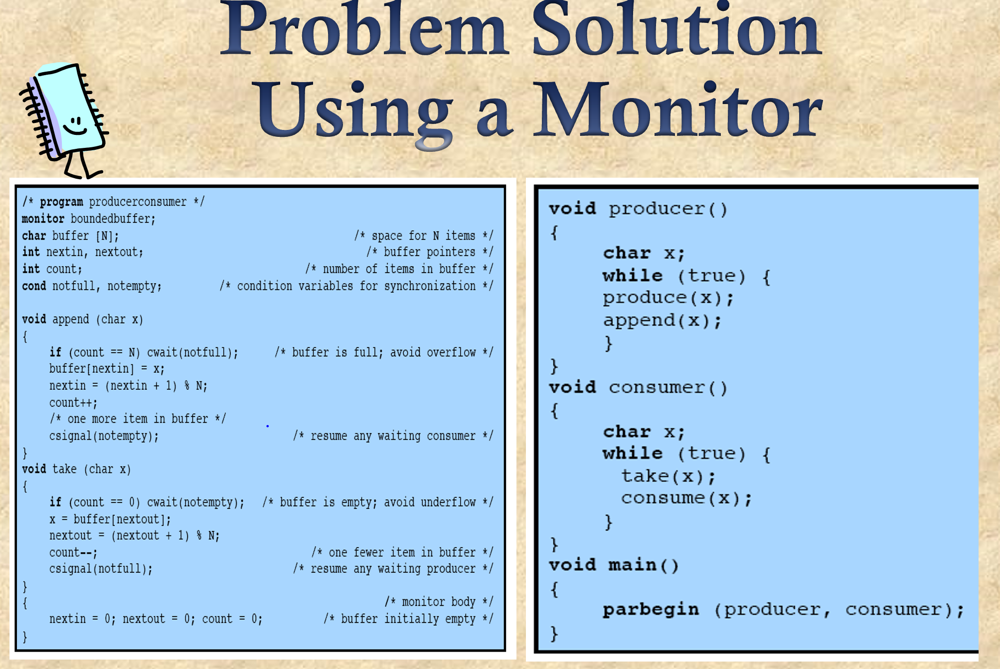 Problem Solution
Using a Monitor
/* program producerconsumer */
monitor boundedbuffer;
char buffer [N]; /* space for N items */
int nextin, nextout; /* buffer pointers */
int count; /* number of items in buffer */
cond notfull, notempty; /* condition variables for synchronization */
void append (char x)
{
if (count == N) cwait(notfull); /* buffer is full; avoid overflow */
buffer[nextin] = x;
nextin = (nextin + 1) % N;
count++;
/* one more item in buffer */
csignal(notempty); /* resume any waiting consumer */
}
void take (char x)
{
if (count == 0) cwait(notempty); /* buffer is empty; avoid underflow */
x = buffer[nextout];
nextout = (nextout + 1) % N;
count--; /* one fewer item in buffer */
csignal(notfull); /* resume any waiting producer */
}
{ /* monitor body */
nextin = 0; nextout = 0; count = 0; /* buffer initially empty */
}
void producer()
{
char x;
while (true) {
produce(x);
append(x);
}
}
void consumer()
{
char x;
while (true) {
take(x);
consume(x);
}
}
void main()
{
parbegin (producer, consumer);
}